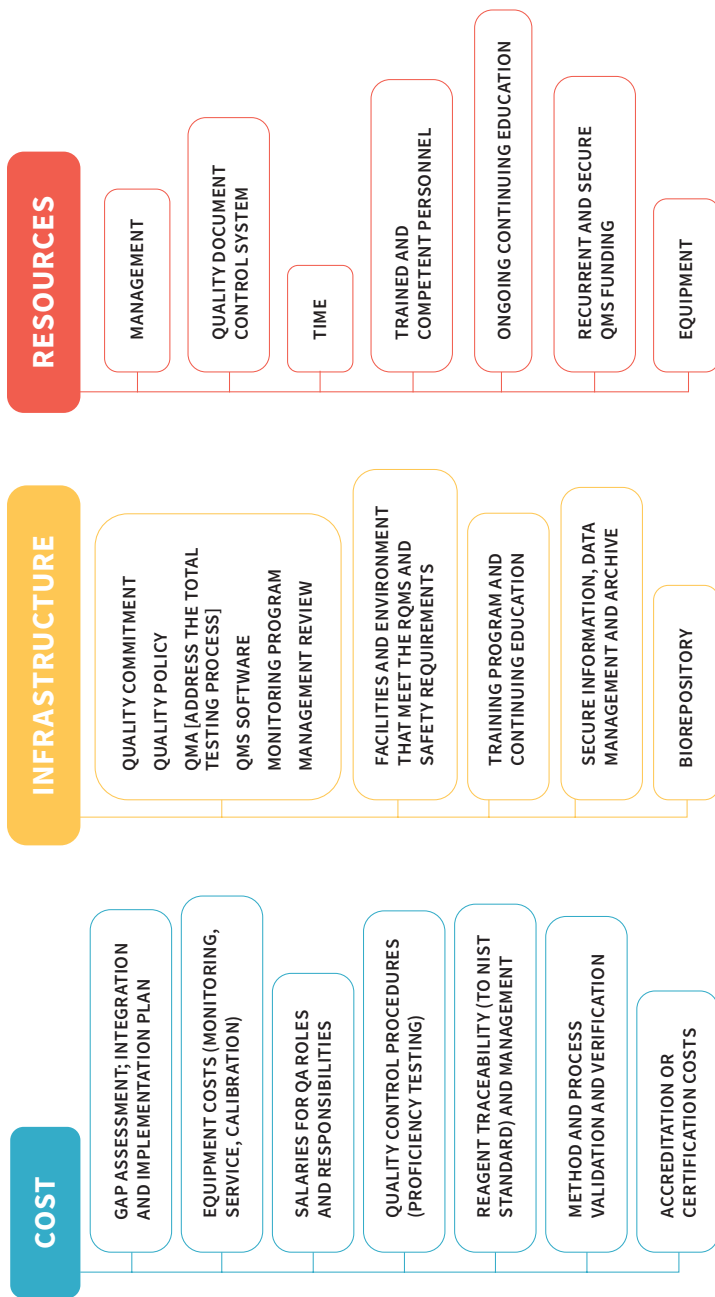 COST
GAP ASSESSMENT; INTEGRATION
AND IMPLEMENTATION PLAN
EQUIPMENT COSTS (MONITORING,
SERVICE, CALIBRATION)
SALARIES FOR QA ROLES
AND RESPONSIBILITIES
QUALITY CONTROL PROCEDURES
(PROFICIENCY TESTING)
REAGENT TRACEABILITY (TO NIST
STANDARD) AND MANAGEMENT
METHOD AND PROCESS
VALIDATION AND VERIFICATION
ACCREDITATION OR
CERTIFICATION COSTS
INFRASTRUCTURE
QUALITY COMMITMENT
QUALITY POLICY
QMA [ADDRESS THE TOTAL
TESTING PROCESS]
QMS SOFTWARE
MONITORING PROGRAM
MANAGEMENT REVIEW
FACILITIES AND ENVIRONMENT
THAT MEET THE RQMS AND
SAFETY REQUIREMENTS
TRAINING PROGRAM AND
CONTINUING EDUCATION
SECURE INFORMATION, DATA
MANAGEMENT AND ARCHIVE
BIOREPOSITORY
RESOURCES
MANAGEMENT
QUALITY DOCUMENT
CONTROL SYSTEM
TIME
TRAINED AND
COMPETENT PERSONNEL
ONGOING CONTINUING EDUCATION
RECURRENT AND SECURE
QMS FUNDING
EQUIPMENT